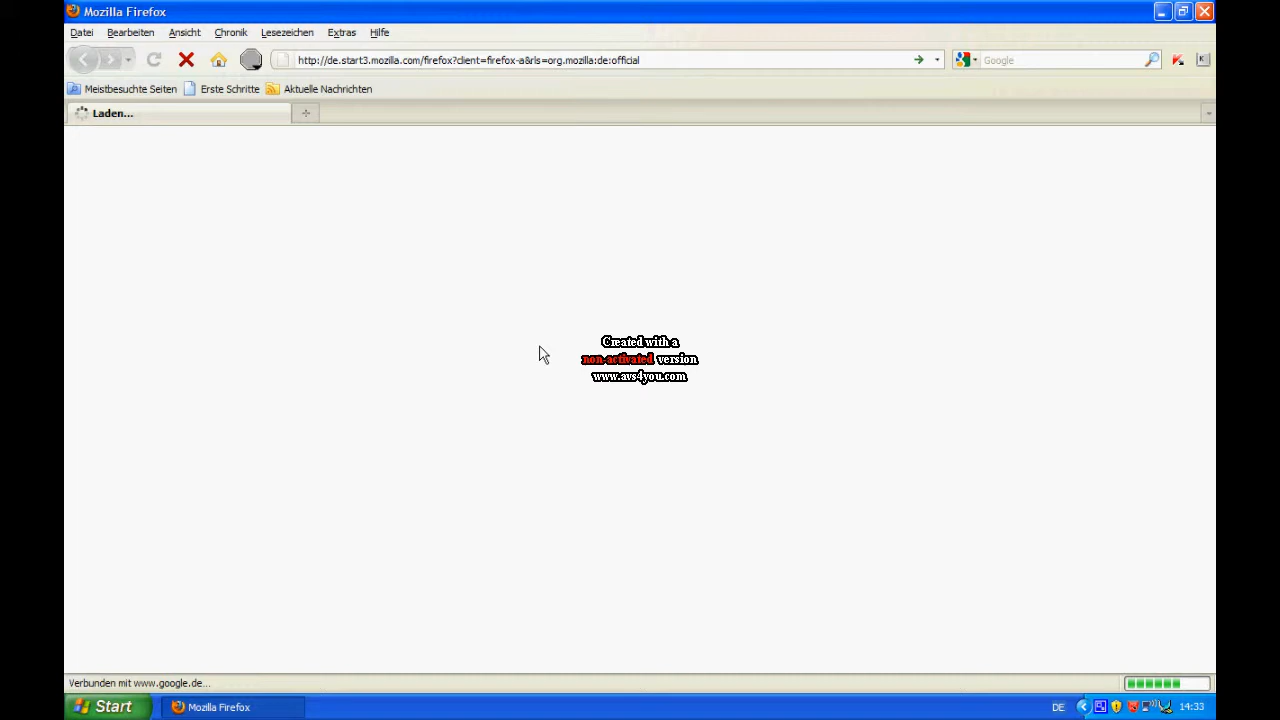 Mozilla Firefox
Datei Bearbeiten Ansicht Chronik Lesezeichen Extras Hilfe
http://de.start3.mozilla.com/firefox?client=firefox-a&rls=org.mozilla:de:official Google
Meistbesuchte Seiten Erste Schritte Aktuelle Nachrichten
Laden...
Created with a
non-activated version
www.avs4you.com
Verbunden mit www.google.de...
Start Mozilla Firefox DE 14:33